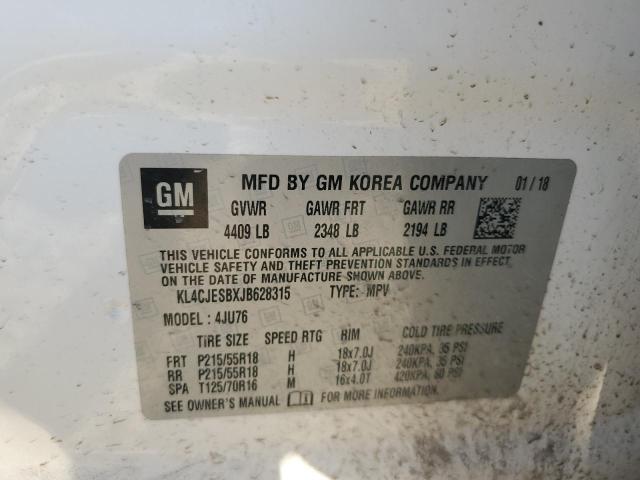 GM MFD BY GM KOREA COMPANY 01/18
GVWR GAWR FRT GAWR RR
4409 LB 2348 LB 2194 LB
THIS VEHICLE CONFORMS TO ALL APPLICABLE U.S. FEDERAL MOTOR
VEHICLE SAFETY AND THEFT PREVENTION STANDARDS IN EFFECT
ON THE DATE OF MANUFACTURE SHOWN ABOVE.
KL4CJESBXJB628315 TYPE: MPV
MODEL: 4JU76
TIRE SIZE SPEED RTG RIM COLD TIRE PRESSURE
FRT P215/55R18 H 18x7.0J 240KPA, 35 PSI
RR P215/55R18 H 18x7.0J 240KPA, 35 PSI
SPA T125/70R16 M 16x4.0T 420KPA, 60 PSI
SEE OWNER'S MANUAL FOR MORE INFORMATION.